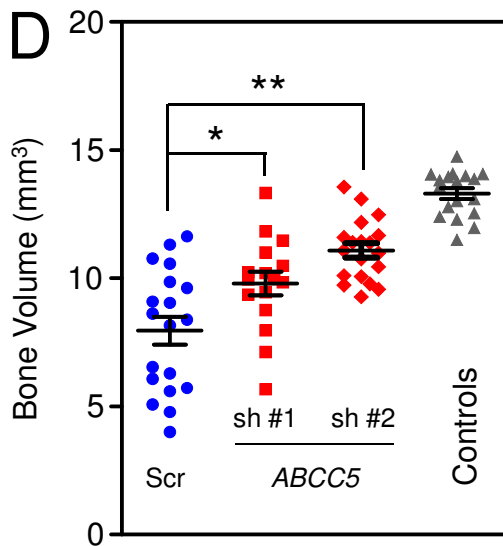 D
20
15
10
5
0
Bone Volume (mm³)
**
*
sh #1 sh #2
Scr
ABCC5
Controls